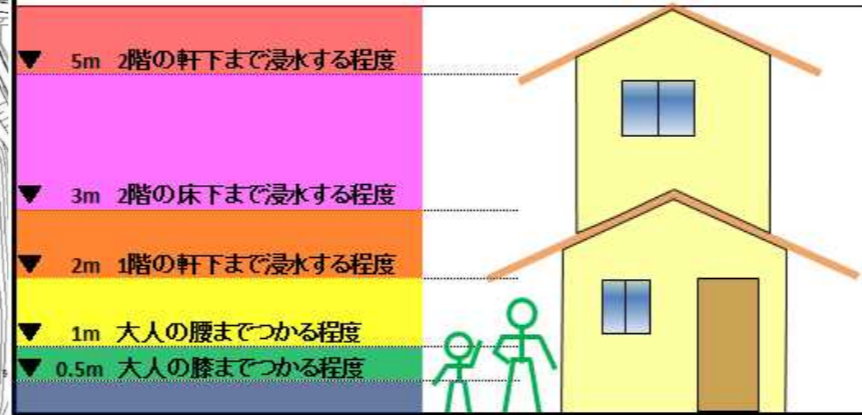 ▼ 5m 2階の軒下まで浸水する程度
▼ 3m 2階の床下まで浸水する程度
▼ 2m 1階の軒下まで浸水する程度
▼ 1m 大人の腰までつかる程度
▼ 0.5m 大人の膝までつかる程度